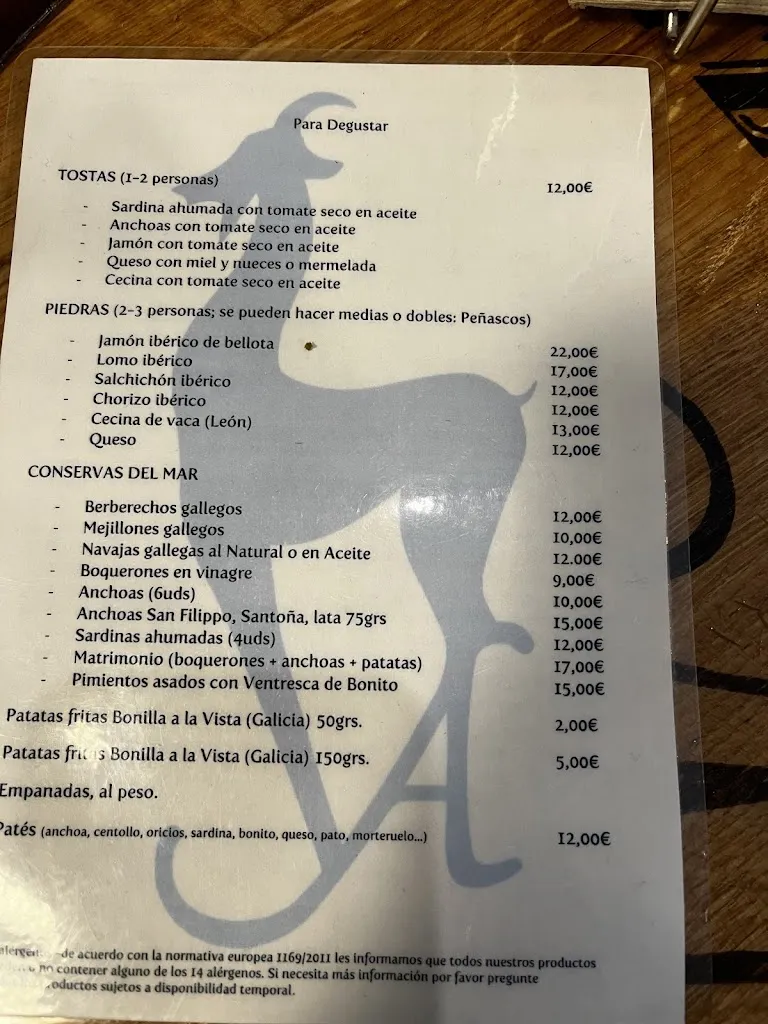 Para Degustar
TOSTAS (1-2 personas) 12,00€
- Sardina ahumada con tomate seco en aceite
- Anchoas con tomate seco en aceite
- Jamón con tomate seco en aceite
- Queso con miel y nueces o mermelada
- Cecina con tomate seco en aceite
PIEDRAS (2-3 personas; se pueden hacer medias o dobles: Peñascos)
- Jamón ibérico de bellota 22,00€
- Lomo ibérico 17,00€
- Salchichón ibérico 12,00€
- Chorizo ibérico 12,00€
- Cecina de vaca (León) 13,00€
- Queso 12,00€
CONSERVAS DEL MAR
- Berberechos gallegos 12,00€
- Mejillones gallegos 10,00€
- Navajas gallegas al Natural o en Aceite 12.00€
- Boquerones en vinagre 9,00€
- Anchoas (6uds) 10,00€
- Anchoas San Filippo, Santoña, lata 75grs 15,00€
- Sardinas ahumadas (4uds) 12,00€
- Matrimonio (boquerones + anchoas + patatas) 17,00€
- Pimientos asados con Ventresca de Bonito 15,00€
Patatas fritas Bonilla a la Vista (Galicia) 50grs. 2,00€
Patatas fritas Bonilla a la Vista (Galicia) 150grs. 5,00€
Empanadas, al peso.
Patés (anchoa, centollo, oricios, sardina, bonito, queso, pato, morteruelo...) 12,00€
de acuerdo con la normativa europea 1169/2011 les informamos que todos nuestros productos
o no contener alguno de los 14 alérgenos. Si necesita más información por favor pregunte
productos sujetos a disponibilidad temporal.